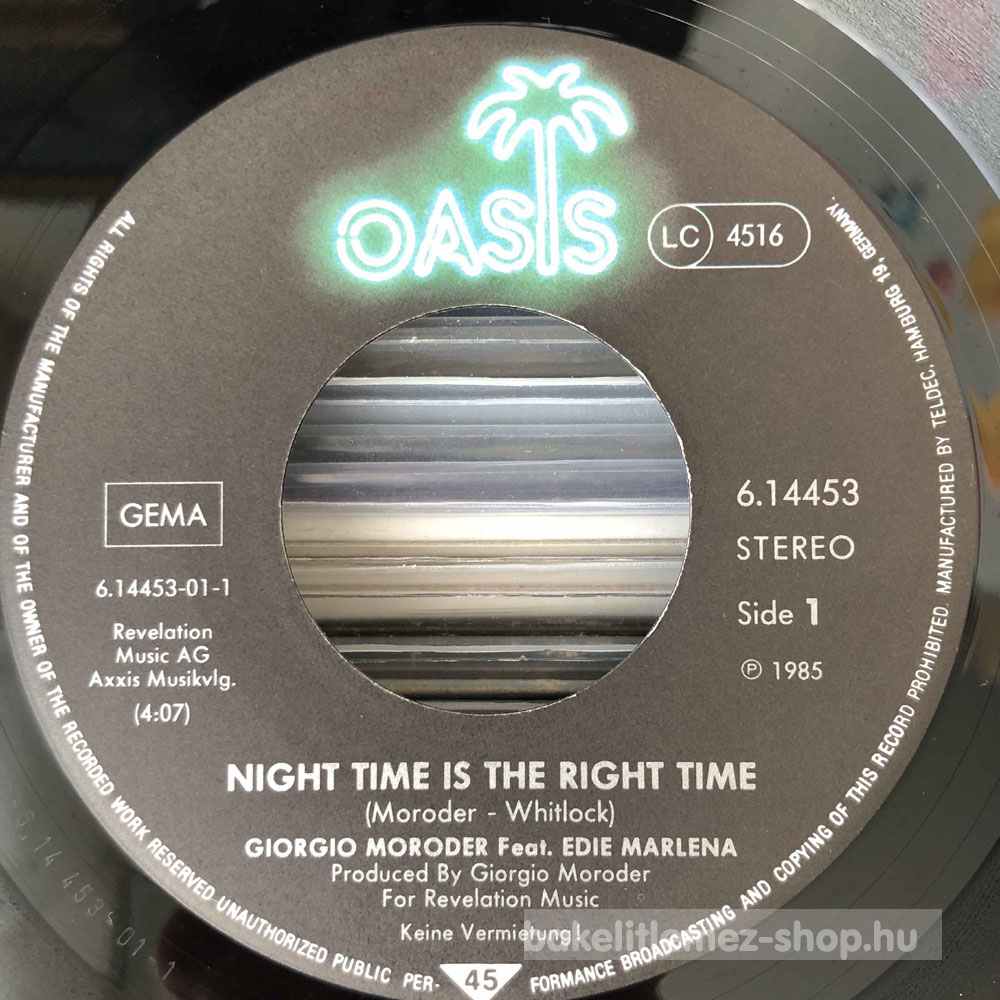 OASIS
LC 4516
GEMA
6.14453-01-1
Revelation
Music AG
Axxis Musikvlg.
(4:07)
6.14453
STEREO
Side 1
℗ 1985
NIGHT TIME IS THE RIGHT TIME
(Moroder - Whitlock)
GIORGIO MORODER Feat. EDIE MARLENA
Produced By Giorgio Moroder
For Revelation Music
Keine Vermietung!
ALL RIGHTS OF THE MANUFACTURER AND OF THE OWNER OF THE RECORDED WORK RESERVED. UNAUTHORIZED PUBLIC PER- FORMANCE BROADCASTING AND COPYING OF THIS RECORD PROHIBITED. MANUFACTURED BY TELDEC, HAMBURG 19, GERMANY.
45
bakelitlemez-shop.hu